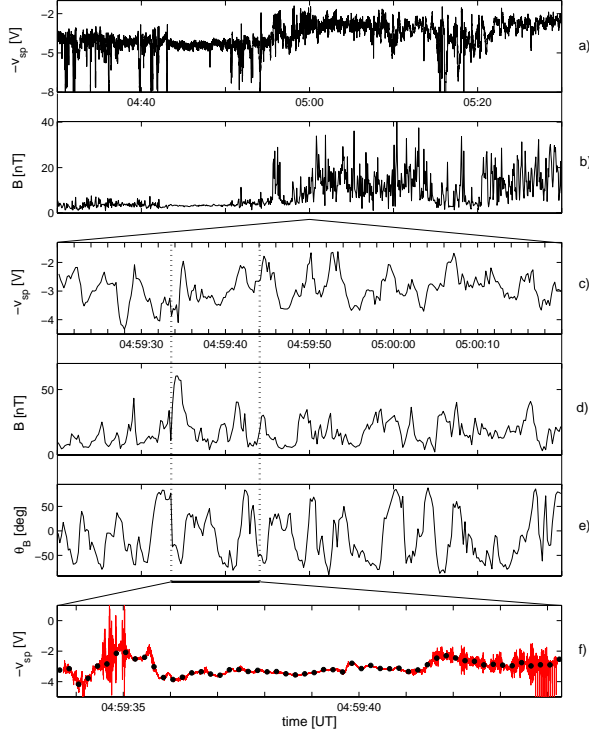 −1
−2
−5
−8
−v_sp [V]
a)
04:40 05:00 05:20
40
20
0
B [nT]
b)
−2
−3
−4
−v_sp [V]
c)
04:59:30 04:59:40 04:59:50 05:00:00 05:00:10
50
0
B [nT]
d)
50
0
−50
θ_B [deg]
e)
0
−2
−4
−v_sp [V]
f)
04:59:35 04:59:40
time [UT]